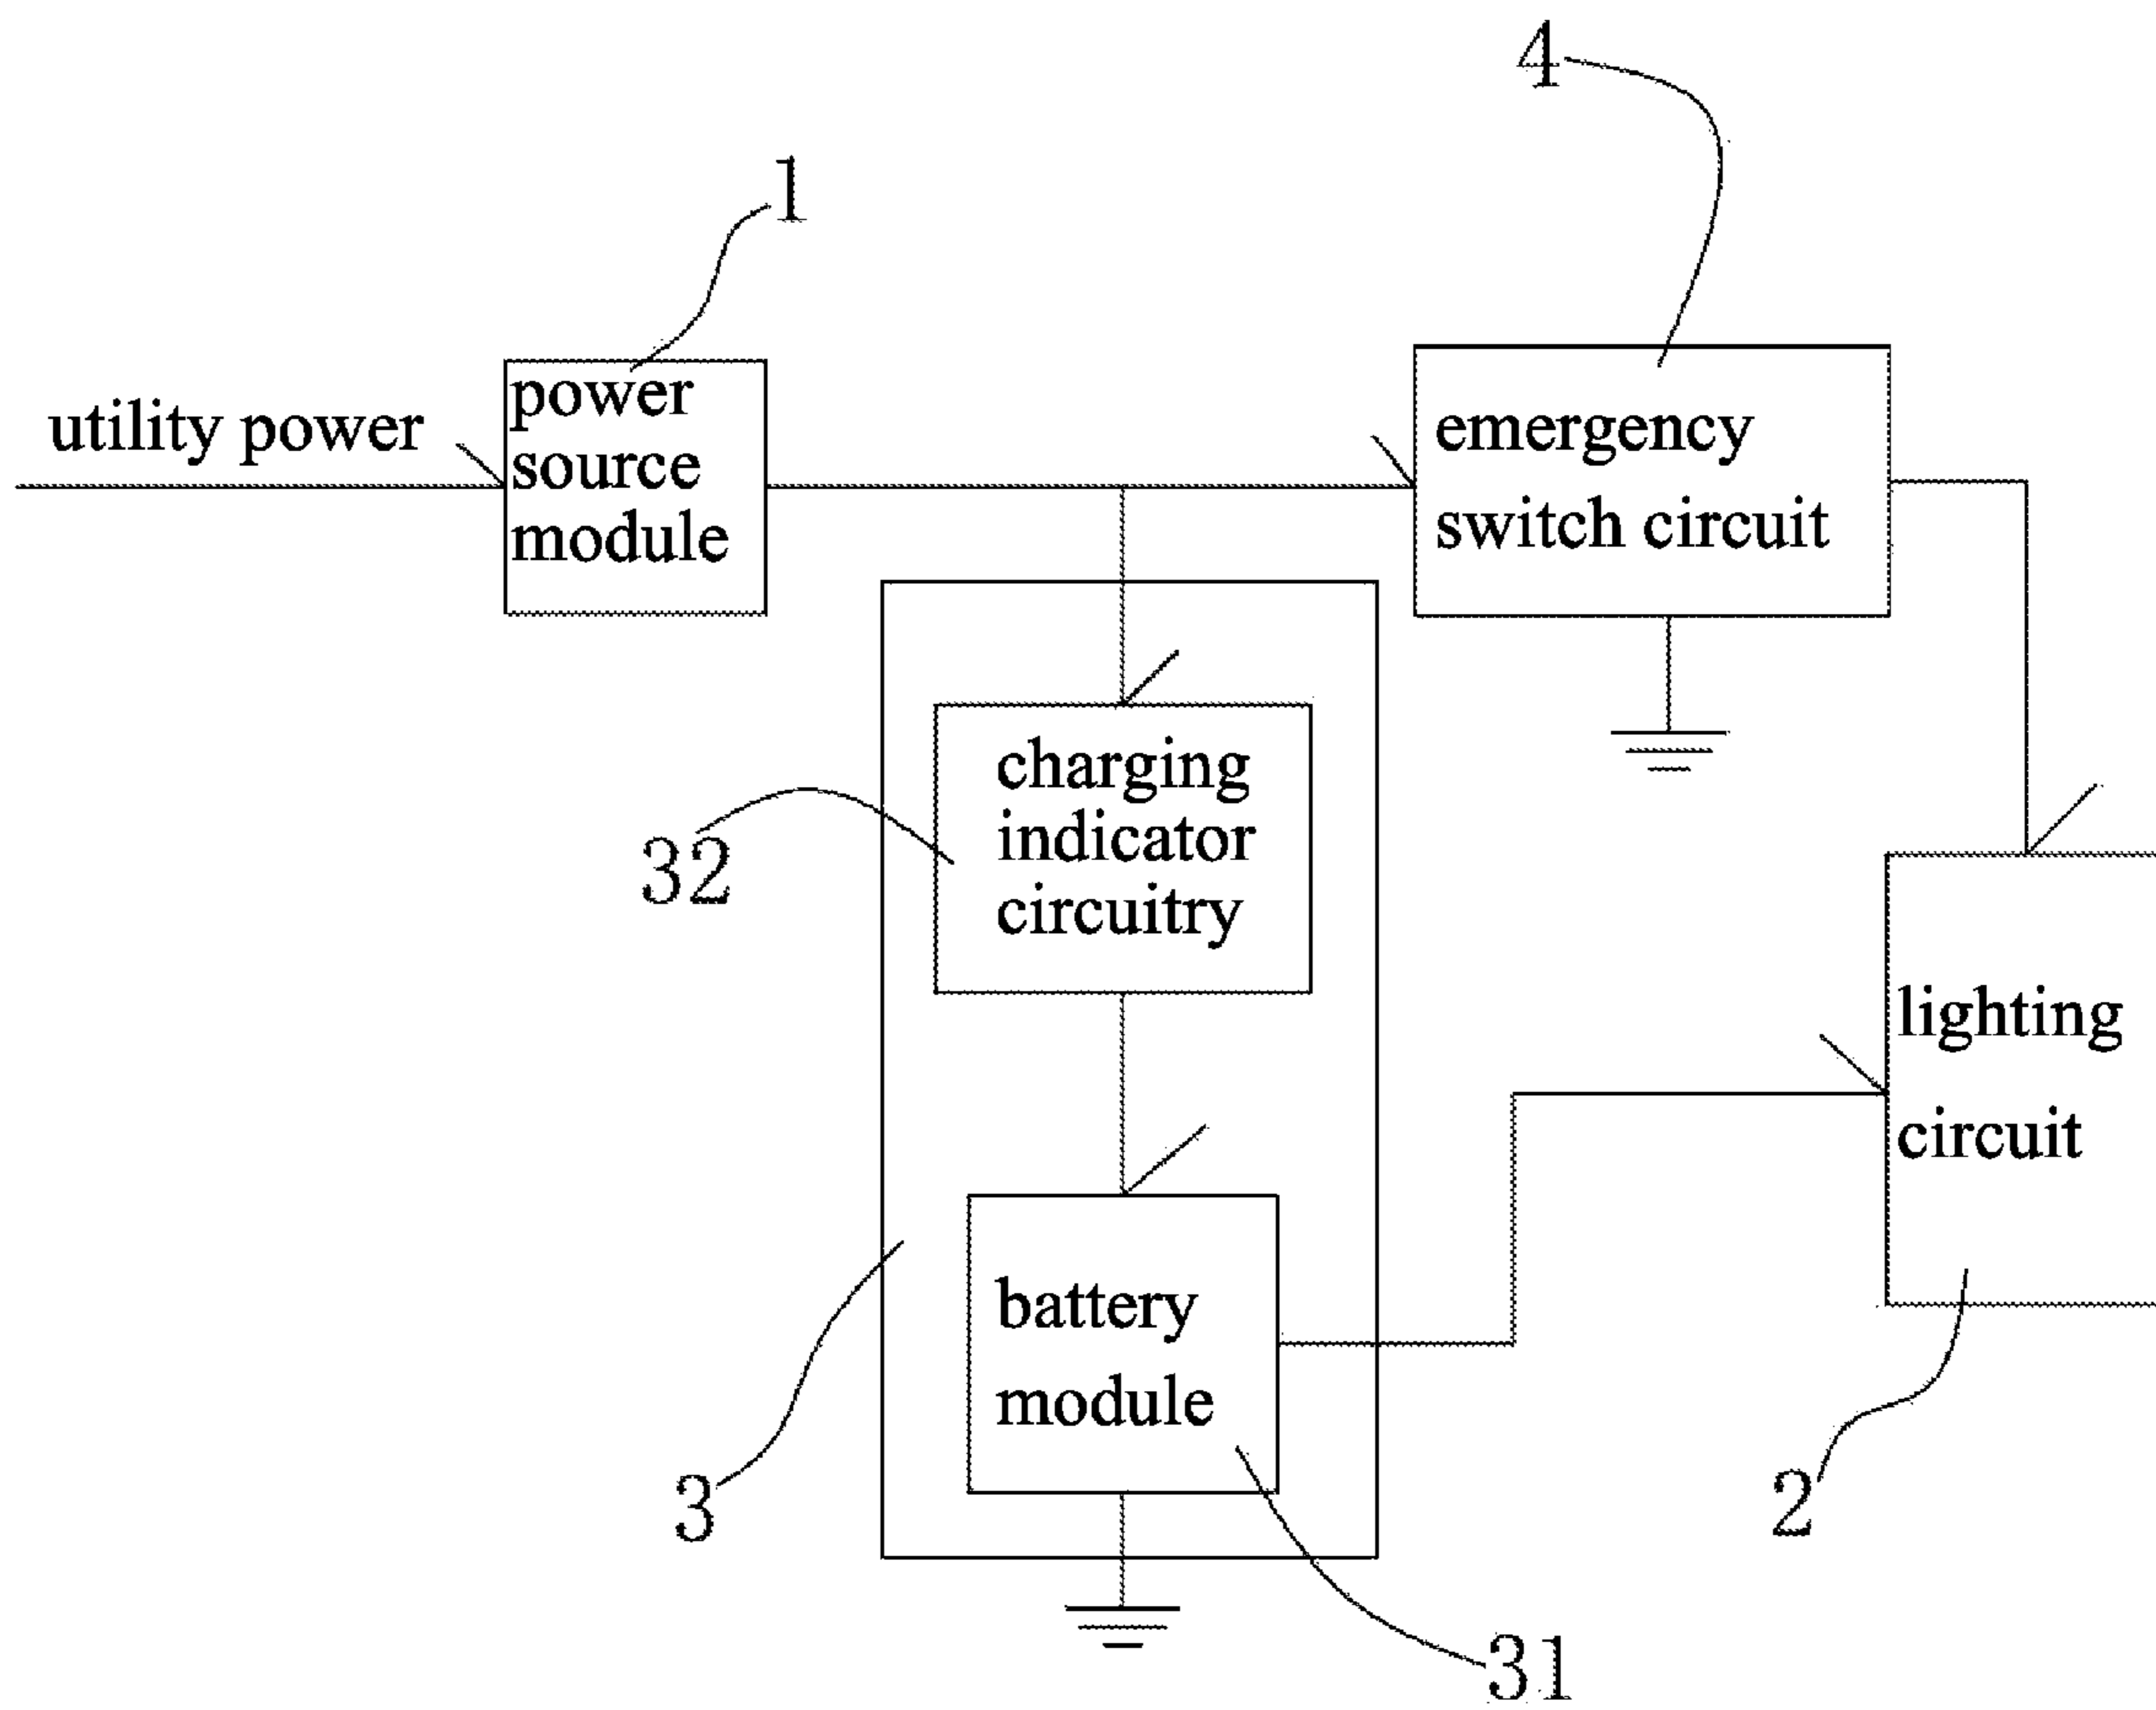 4
1
utility power
power
source
module
emergency
switch circuit
charging
indicator
circuitry
32
lighting
circuit
battery
module
3
2
31